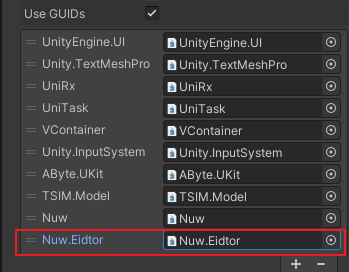 Use GUIDs
UnityEngine.UI UnityEngine.UI
Unity.TextMeshPro Unity.TextMeshPro
UniRx UniRx
UniTask UniTask
VContainer VContainer
Unity.InputSystem Unity.InputSystem
AByte.UKit AByte.UKit
TSIM.Model TSIM.Model
Nuw Nuw
Nuw.Eidtor Nuw.Eidtor